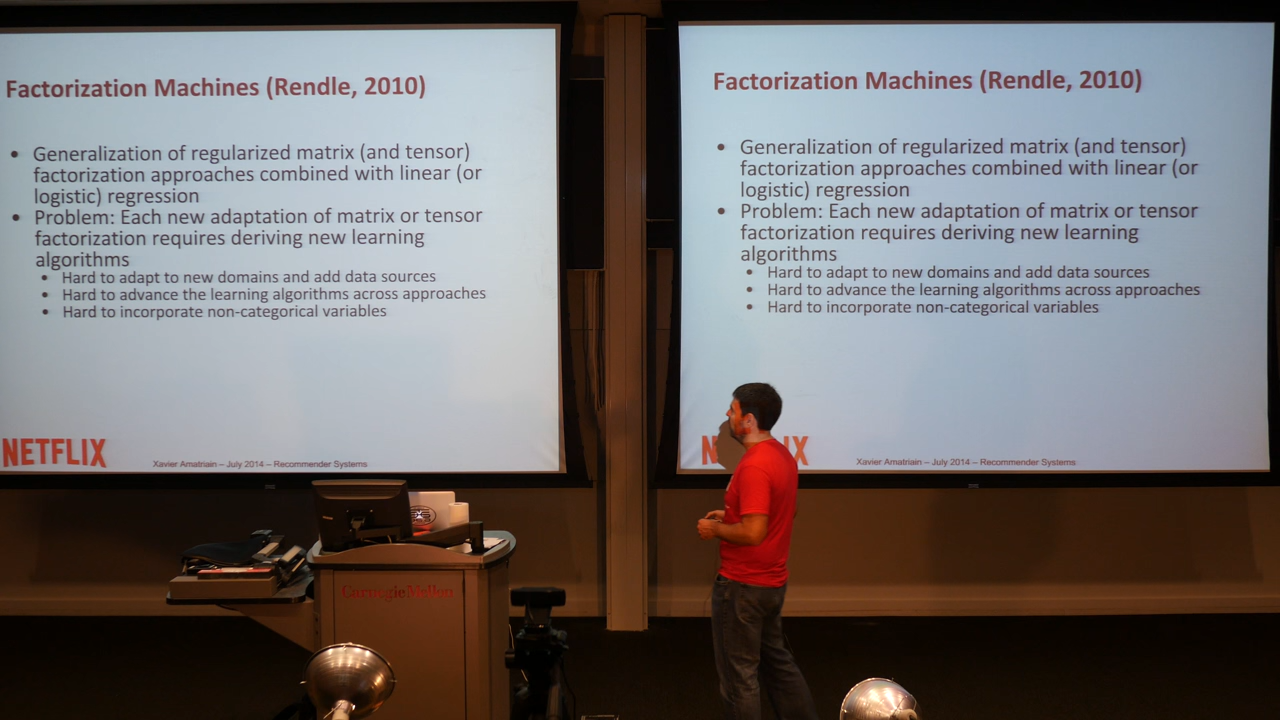 Factorization Machines (Rendle, 2010)
• Generalization of regularized matrix (and tensor)
factorization approaches combined with linear (or
logistic) regression
• Problem: Each new adaptation of matrix or tensor
factorization requires deriving new learning
algorithms
• Hard to adapt to new domains and add data sources
• Hard to advance the learning algorithms across approaches
• Hard to incorporate non-categorical variables
NETFLIX
Xavier Amatriain – July 2014 – Recommender Systems
Factorization Machines (Rendle, 2010)
• Generalization of regularized matrix (and tensor)
factorization approaches combined with linear (or
logistic) regression
• Problem: Each new adaptation of matrix or tensor
factorization requires deriving new learning
algorithms
• Hard to adapt to new domains and add data sources
• Hard to advance the learning algorithms across approaches
• Hard to incorporate non-categorical variables
Xavier Amatriain – July 2014 – Recommender Systems
Carnegie Mellon